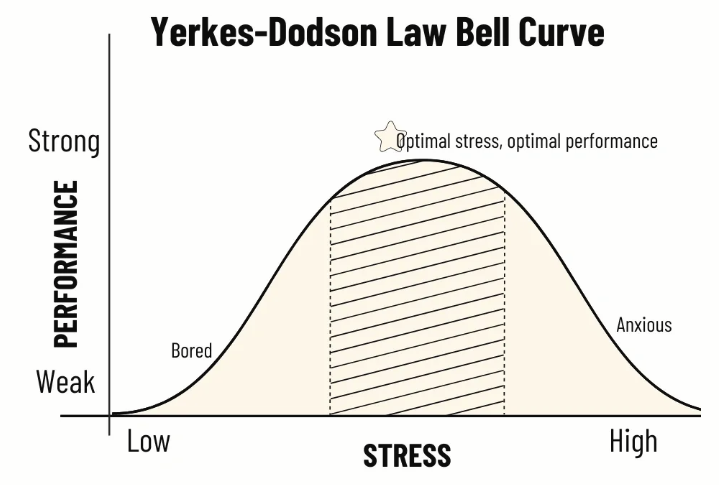 Yerkes-Dodson Law Bell Curve
Strong
Optimal stress, optimal performance
PERFORMANCE
Anxious
Bored
Weak
Low
High
STRESS